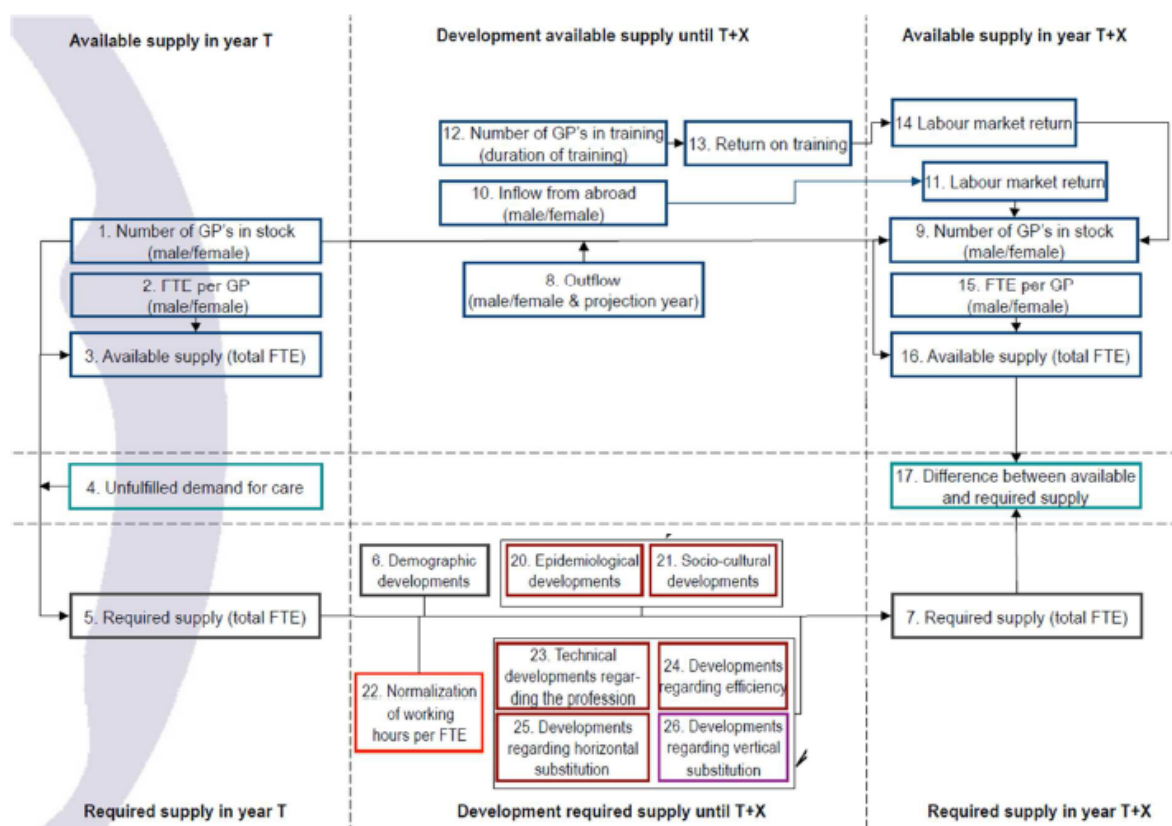 Available supply in year T
Development available supply until T+X
Available supply in year T+X
12. Number of GP's in training
(duration of training)
13. Return on training
14 Labour market return
10. Inflow from abroad
(male/female)
11. Labour market return
1. Number of GP's in stock
(male/female)
9. Number of GP's in stock
(male/female)
2. FTE per GP
(male/female)
8. Outflow
(male/female & projection year)
15. FTE per GP
(male/female)
3. Available supply (total FTE)
16. Available supply (total FTE)
4. Unfulfilled demand for care
17. Difference between available
and required supply
6. Demographic
developments
20. Epidemiological
developments
21. Socio-cultural
developments
5. Required supply (total FTE)
7. Required supply (total FTE)
22. Normalization
of working
hours per FTE
23. Technical
developments regar-
ding the profession
24. Developments
regarding efficiency
25. Developments
regarding horizontal
substitution
26. Developments
regarding vertical
substitution
Required supply in year T
Development required supply until T+X
Required supply in year T+X